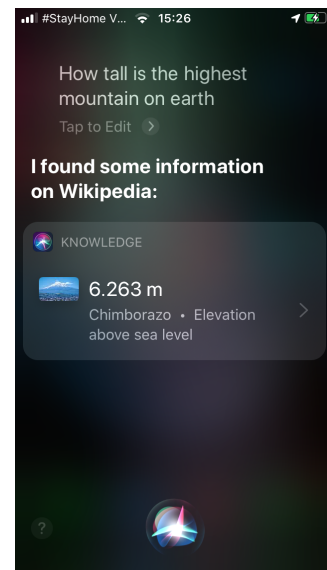 #StayHome V... 15:26
How tall is the highest
mountain on earth
Tap to Edit
I found some information
on Wikipedia:
KNOWLEDGE
6.263 m
Chimborazo • Elevation
above sea level
?